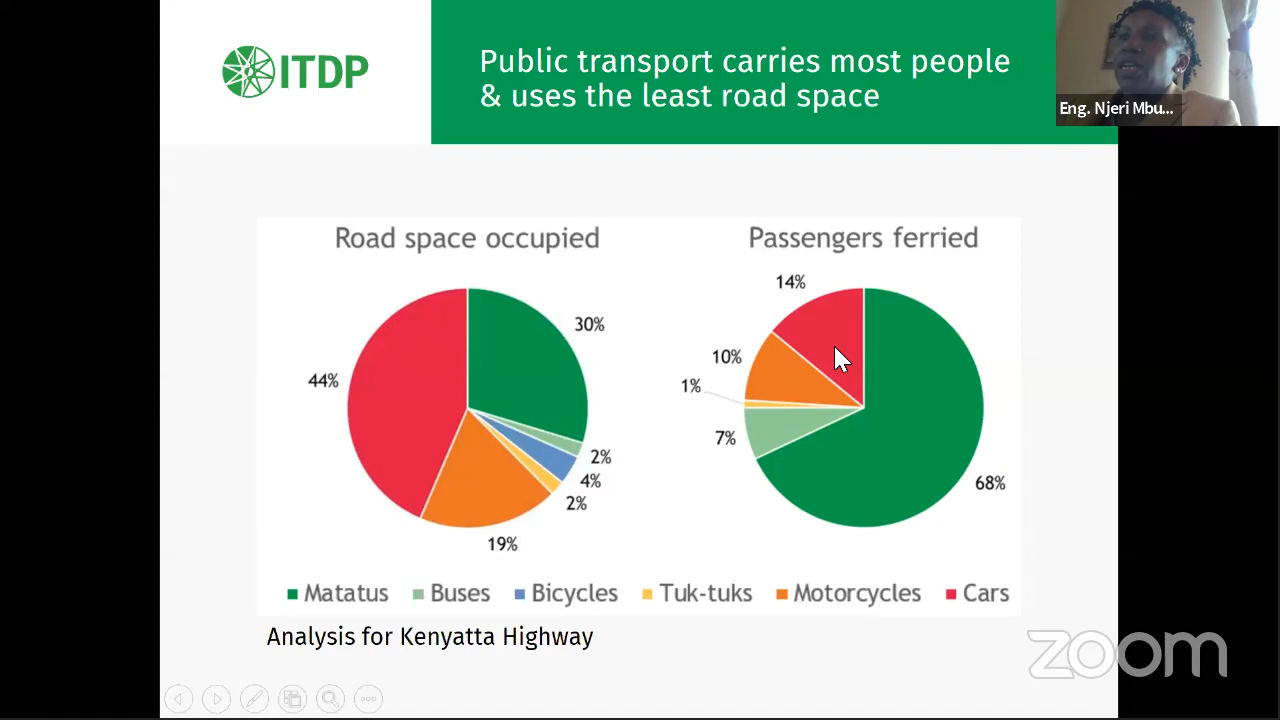 ITDP
Public transport carries most people
& uses the least road space
Eng. Njeri Mbu...
Road space occupied
Passengers ferried
30%
2%
4%
2%
19%
44%
14%
10%
1%
7%
68%
Matatus Buses Bicycles Tuk-tuks Motorcycles Cars
Analysis for Kenyatta Highway
zoom